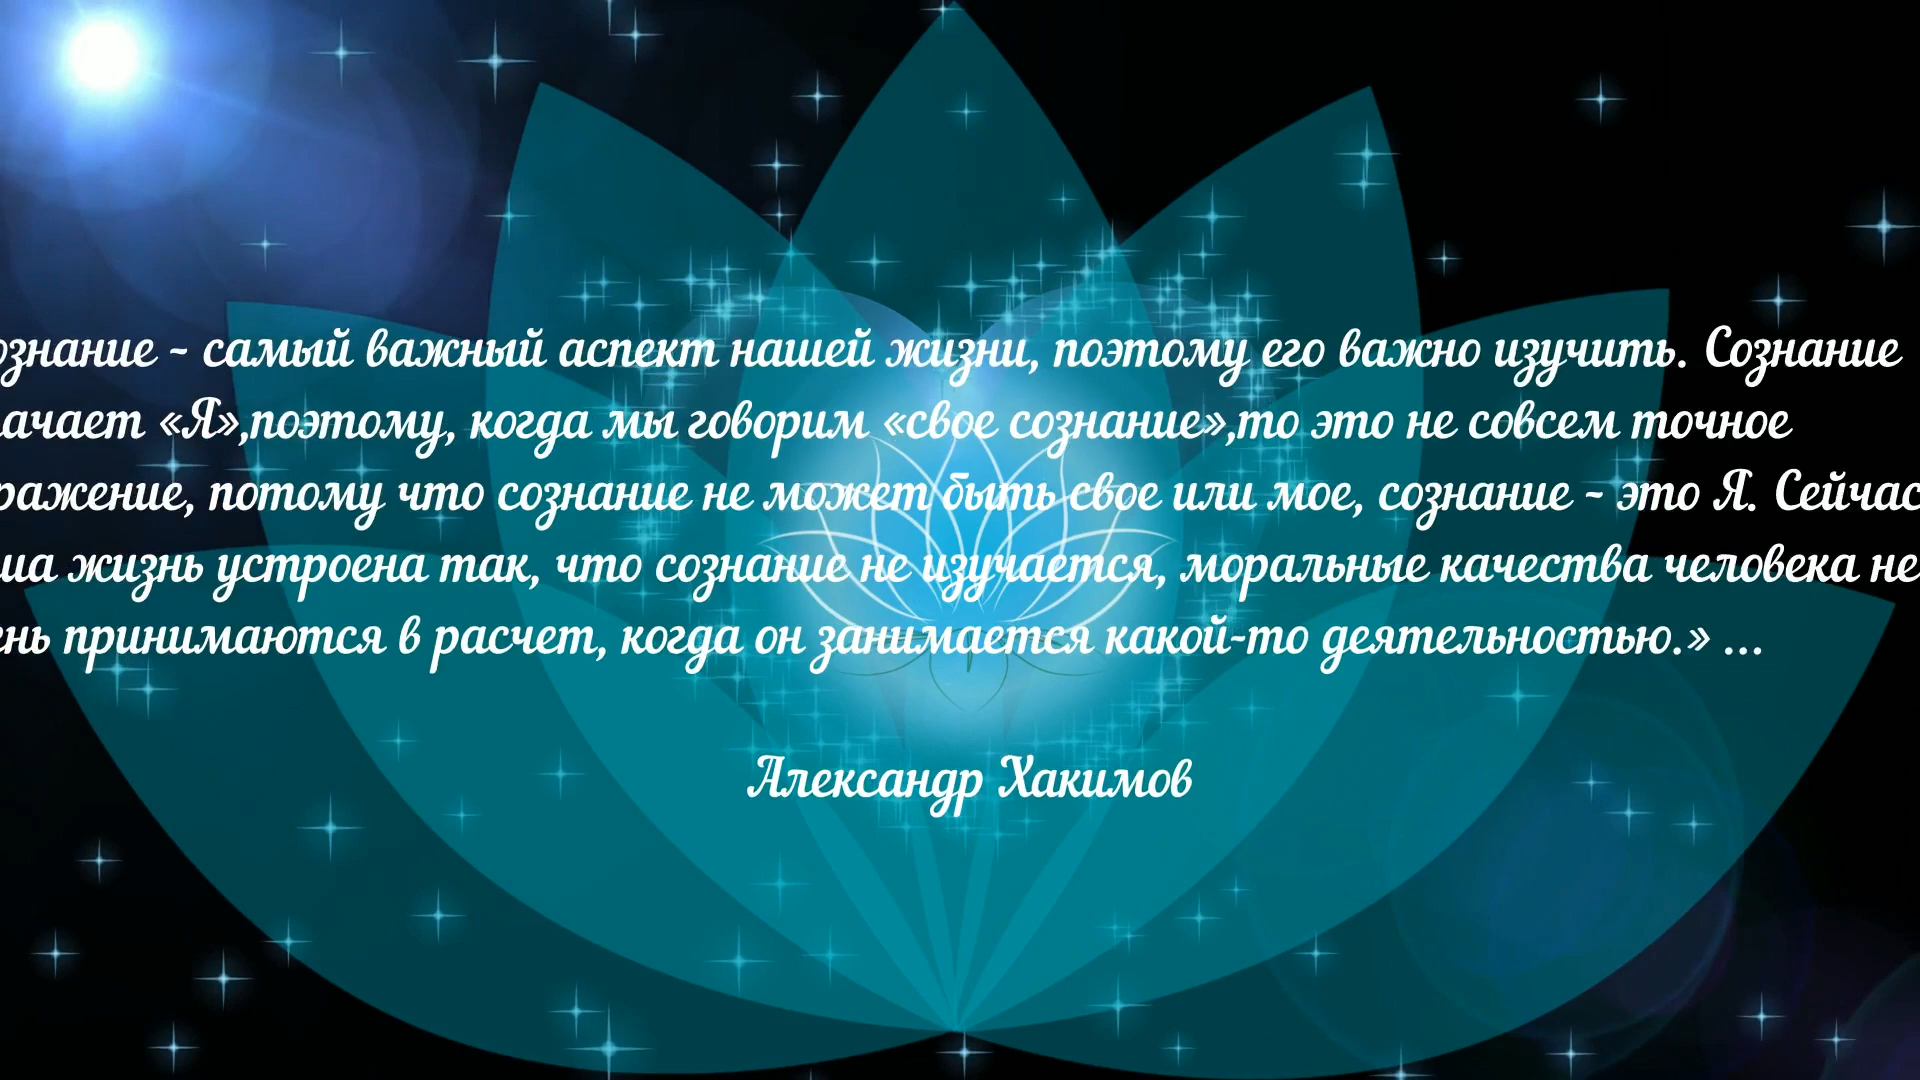 ознание ~ самый важный аспект нашей жизни, поэтому его важно изучить. Сознание
ачает «Я»,поэтому, когда мы говорим «свое сознание»,то это не совсем точное
ражение, потому что сознание не может быть свое или мое, сознание ~ это Я. Сейчас
ша жизнь устроена так, что сознание не изучается, моральные качества человека не
ень принимаются в расчет, когда он занимается какой-то деятельностью.» ...
Александр Хакимов